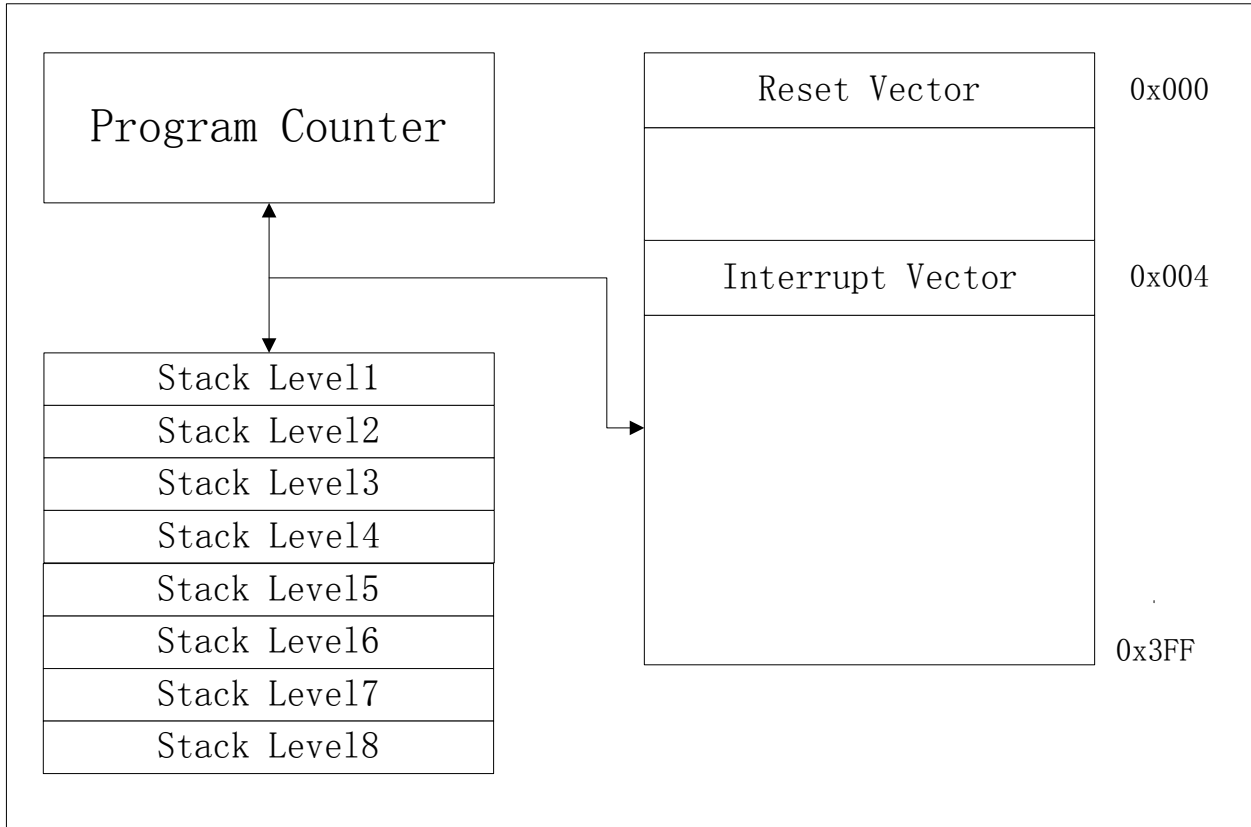 Program Counter
Stack Level1
Stack Level2
Stack Level3
Stack Level4
Stack Level5
Stack Level6
Stack Level7
Stack Level8
Reset Vector
0x000
Interrupt Vector
0x004
0x3FF